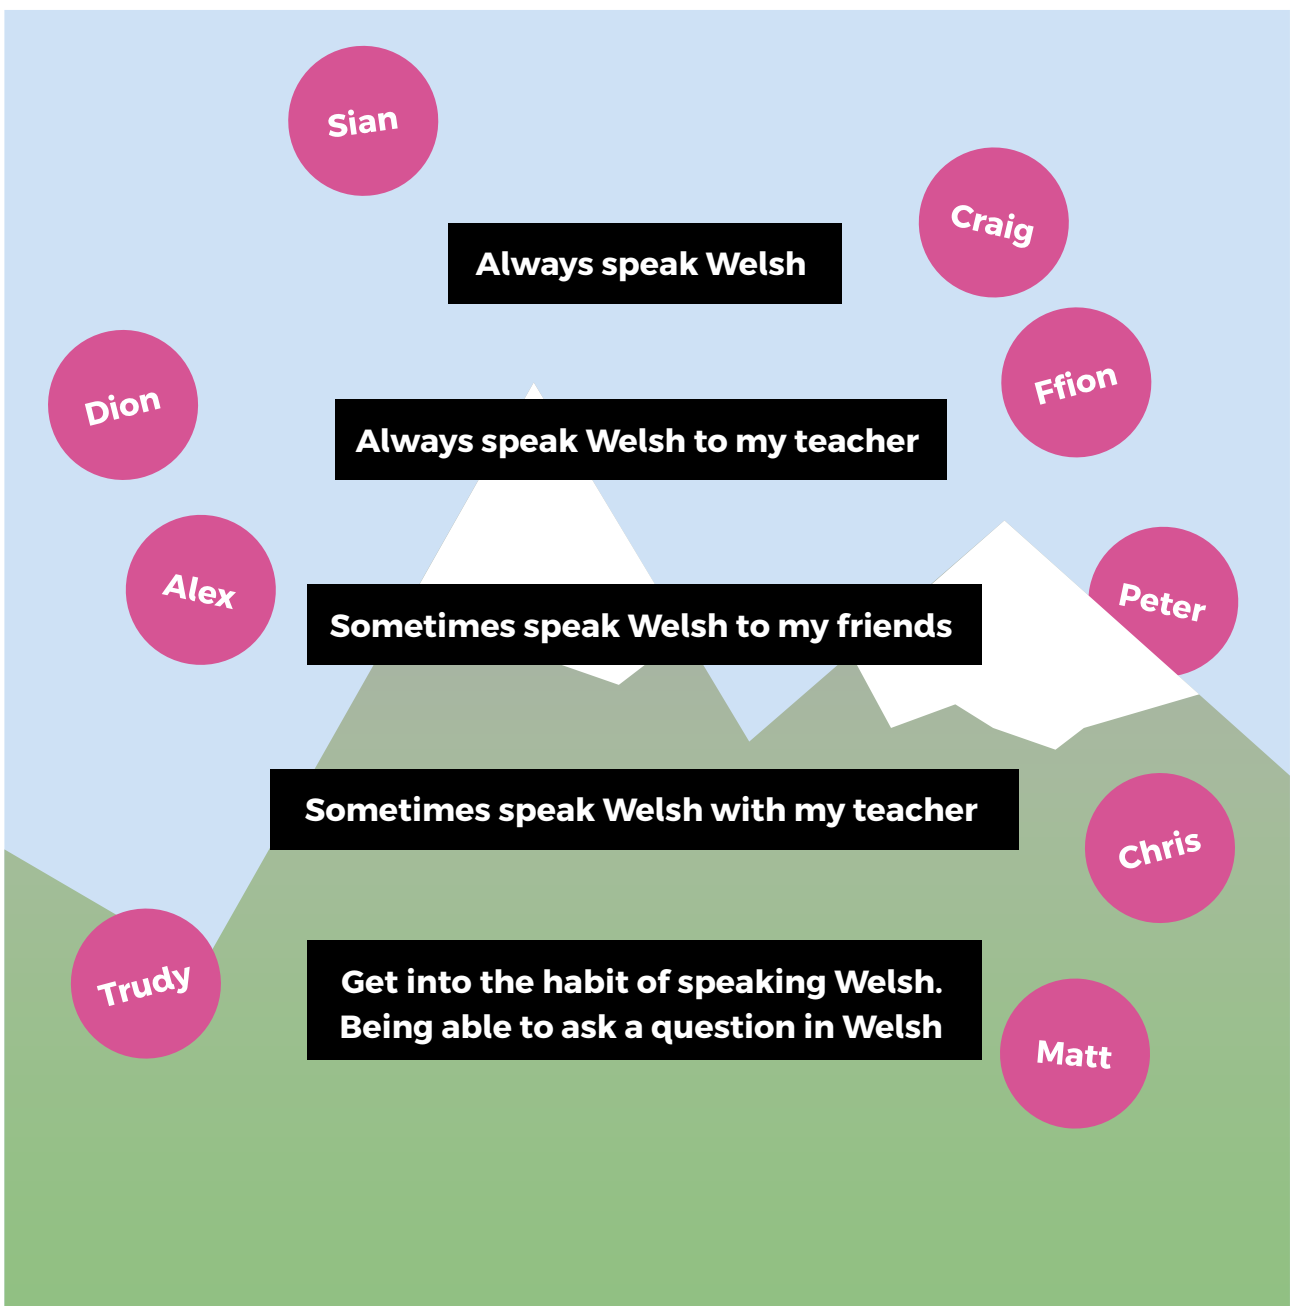 Sian
Craig
Always speak Welsh
Ffion
Dion
Always speak Welsh to my teacher
Alex
Peter
Sometimes speak Welsh to my friends
Sometimes speak Welsh with my teacher
Chris
Trudy
Get into the habit of speaking Welsh.
Being able to ask a question in Welsh
Matt